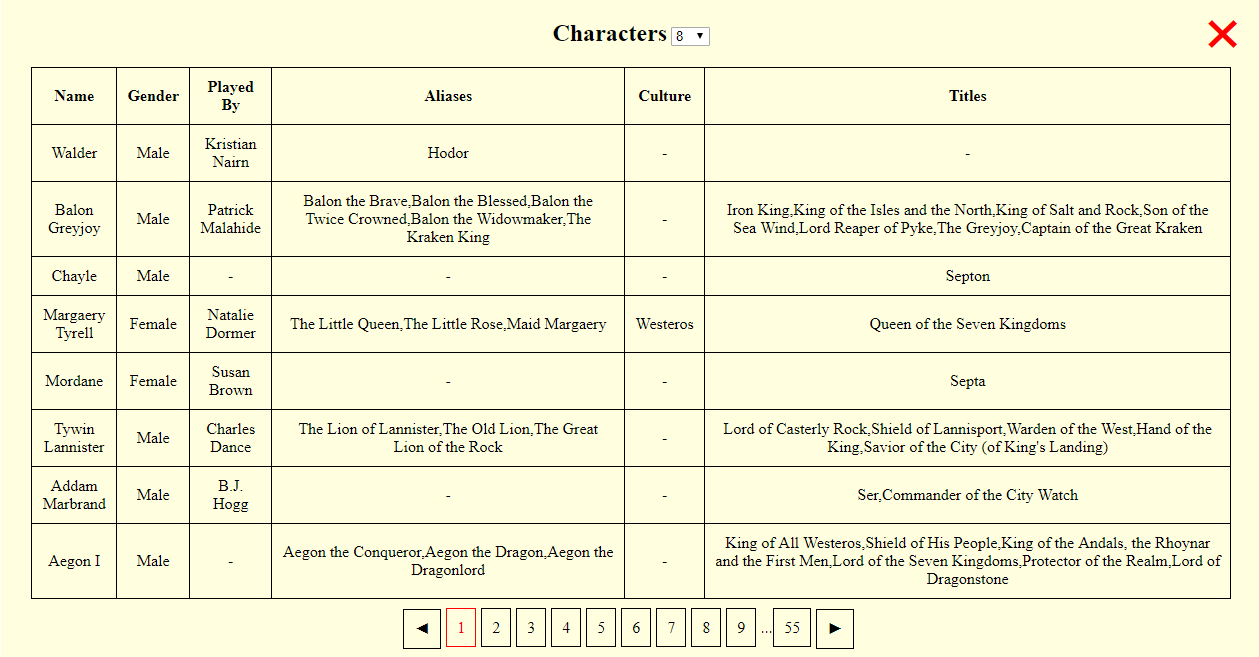 Characters 8
Name Gender Played By Aliases Culture Titles
Walder Male Kristian Nairn Hodor - -
Balon Greyjoy Male Patrick Malahide Balon the Brave,Balon the Blessed,Balon the Twice Crowned,Balon the Widowmaker,The Kraken King - Iron King,King of the Isles and the North,King of Salt and Rock,Son of the Sea Wind,Lord Reaper of Pyke,The Greyjoy,Captain of the Great Kraken
Chayle Male - - - Septon
Margaery Tyrell Female Natalie Dormer The Little Queen,The Little Rose,Maid Margaery Westeros Queen of the Seven Kingdoms
Mordane Female Susan Brown - - Septa
Tywin Lannister Male Charles Dance The Lion of Lannister,The Old Lion,The Great Lion of the Rock - Lord of Casterly Rock,Shield of Lannisport,Warden of the West,Hand of the King,Savior of the City (of King's Landing)
Addam Marbrand Male B.J. Hogg - - Ser,Commander of the City Watch
Aegon I Male - Aegon the Conqueror,Aegon the Dragon,Aegon the Dragonlord - King of All Westeros,Shield of His People,King of the Andals, the Rhoynar and the First Men,Lord of the Seven Kingdoms,Protector of the Realm,Lord of Dragonstone
◄ 1 2 3 4 5 6 7 8 9 ... 55 ►